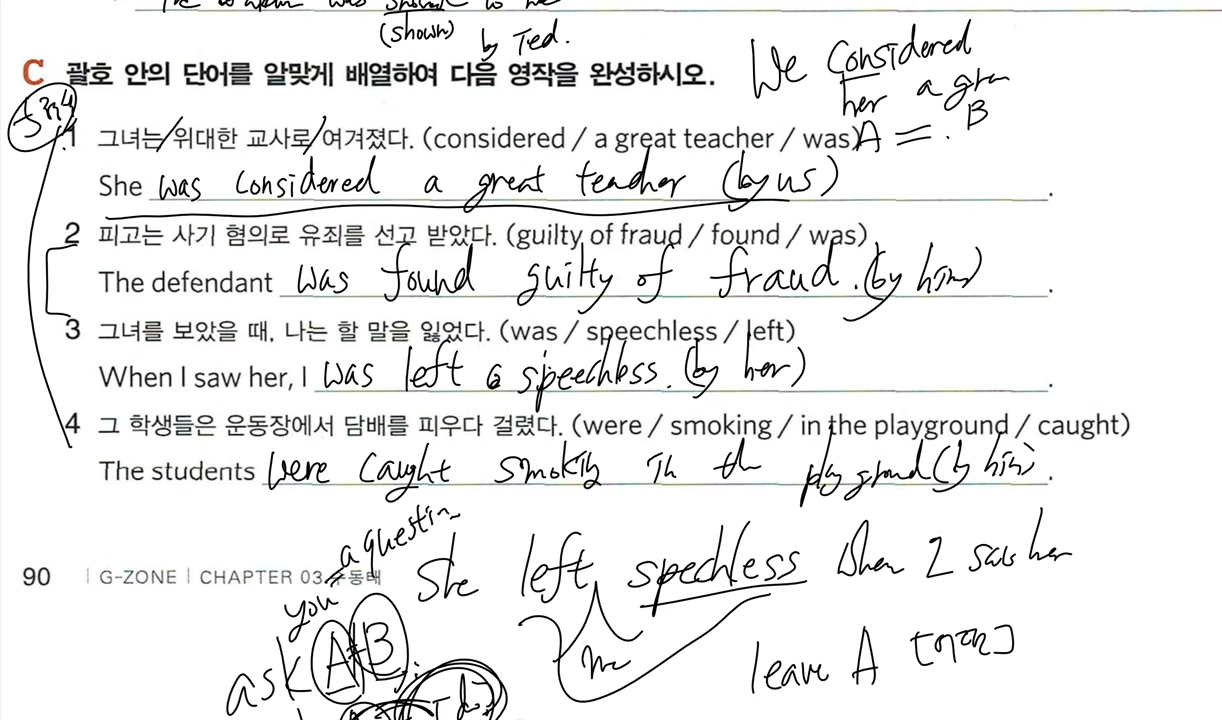 (shown) by Ted.
We considered
her a
C 괄호 안의 단어를 알맞게 배열하여 다음 영작을 완성하시오.
A = B
1 그녀는/위대한 교사로/여겨졌다. (considered / a great teacher / was)
She was considered a great teacher (by us).
2 피고는 사기 혐의로 유죄를 선고 받았다. (guilty of fraud / found / was)
The defendant was found guilty of fraud. (by him).
3 그녀를 보았을 때, 나는 할 말을 잃었다. (was / speechless / left)
When I saw her, I was left speechless. (by her).
4 그 학생들은 운동장에서 담배를 피우다 걸렸다. (were / smoking / in the playground / caught)
The students were caught smoking in the playground (by him).
a
She left spechless when I saw her
me
90 | G-ZONE | CHAPTER 03 수동태
you
ask A B
leave A